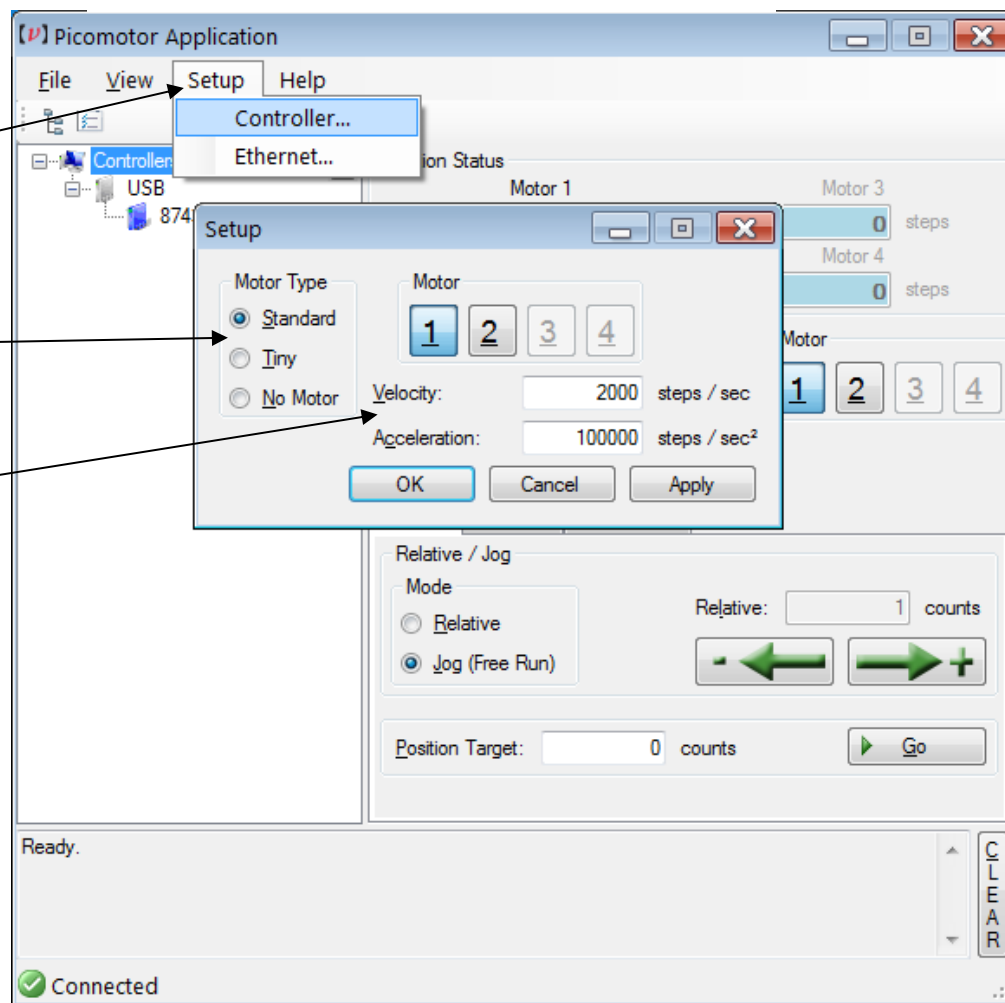 [ν] Picomotor Application
File View Setup Help
Controller...
Ethernet...
Controller
USB
874
ion Status
Motor 1
Motor 3
0 steps
Motor 4
0 steps
Setup
Motor Type
Standard
Tiny
No Motor
Motor
1 2 3 4
Velocity: 2000 steps / sec
Acceleration: 100000 steps / sec²
OK Cancel Apply
Motor
1 2 3 4
Relative / Jog
Mode
Relative
Jog (Free Run)
Relative: 1 counts
- +
Position Target: 0 counts
Go
Ready.
CLEAR
Connected